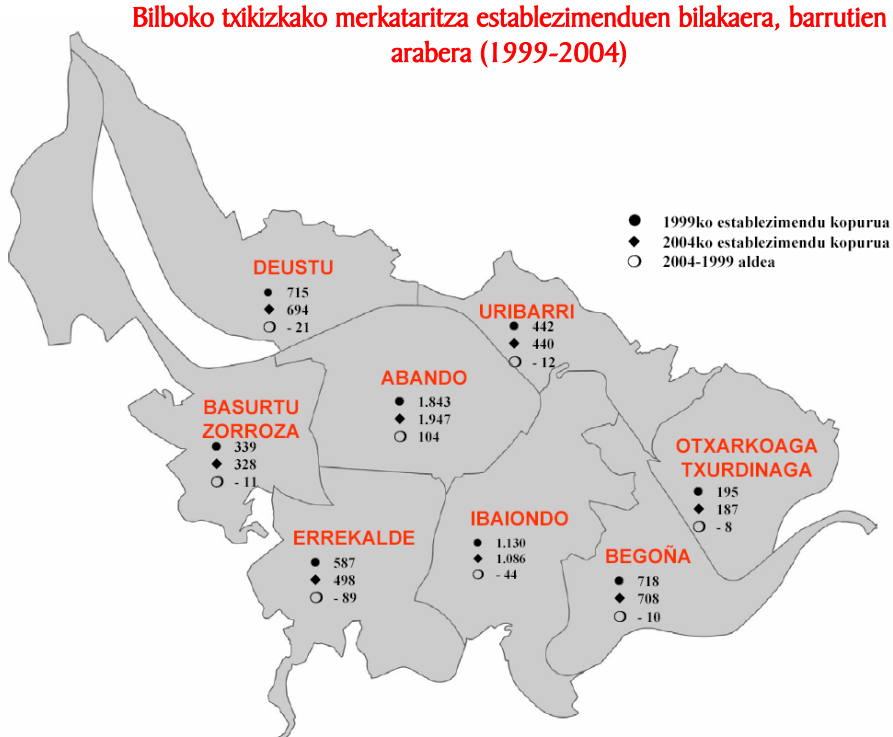 Bilboko txikizkako merkataritza establezimenduen bilakaera, barrutien
arabera (1999-2004)
1999ko establezimendu kopurua
2004ko establezimendu kopurua
2004-1999 aldea
DEUSTU
715
694
- 21
URIBARRI
442
440
- 12
ABANDO
1.843
1.947
104
BASURTU
ZORROZA
339
328
- 11
OTXARKOAGA
TXURDINAGA
195
187
- 8
ERREKALDE
587
498
- 89
IBAIONDO
1.130
1.086
- 44
BEGOÑA
718
708
- 10